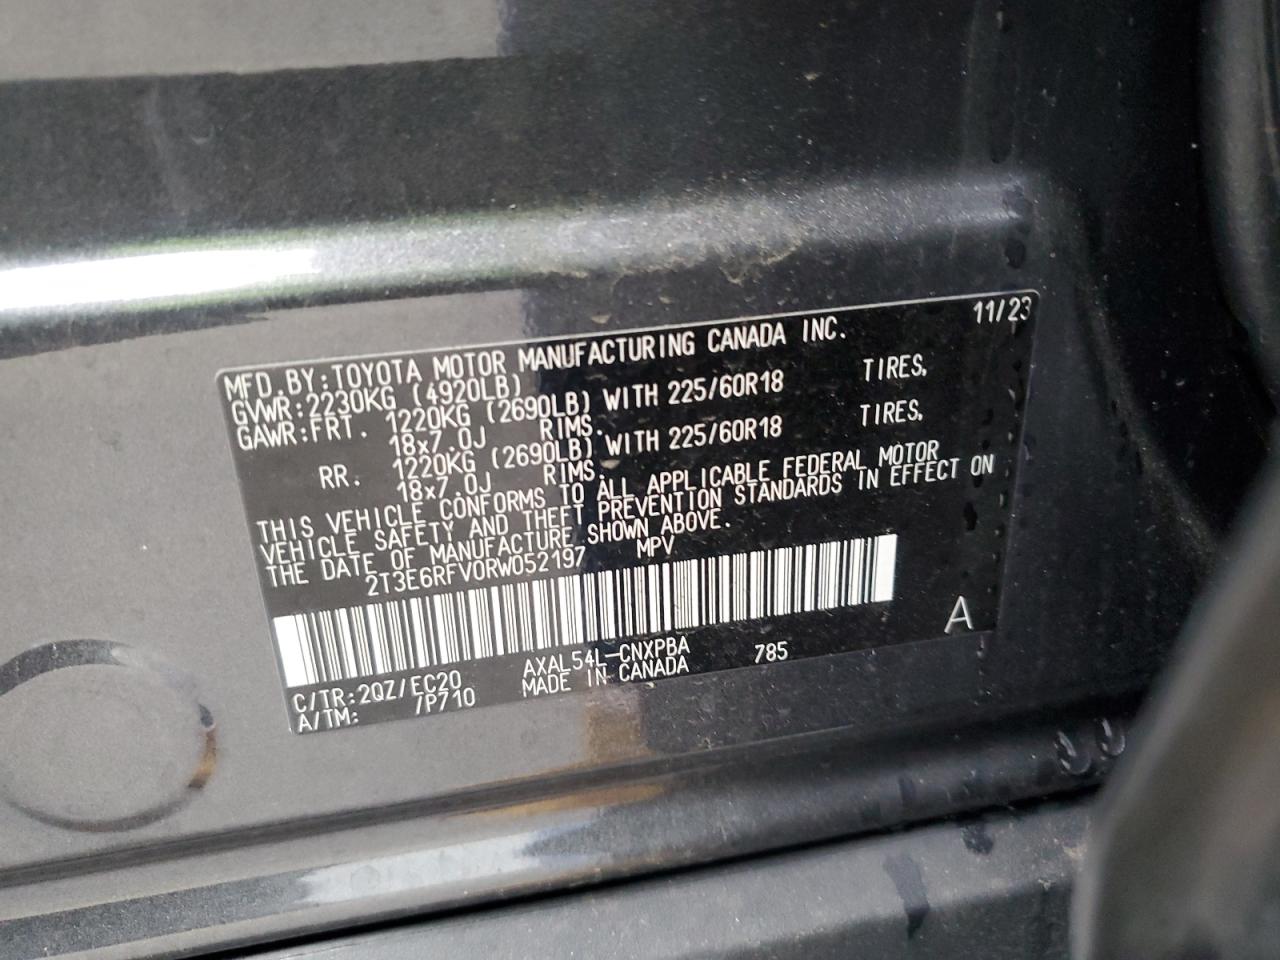 11/23
MFD. BY: TOYOTA MOTOR MANUFACTURING CANADA INC.
GVWR: 2230KG (4920LB)
GAWR: FRT. 1220KG (2690LB) WITH 225/60R18 TIRES,
18x7.0J RIMS.
RR. 1220KG (2690LB) WITH 225/60R18 TIRES,
18x7.0J RIMS.
THIS VEHICLE CONFORMS TO ALL APPLICABLE FEDERAL MOTOR
VEHICLE SAFETY AND THEFT PREVENTION STANDARDS IN EFFECT ON
THE DATE OF MANUFACTURE SHOWN ABOVE.
2T3E6RFV0RW052197 MPV
A
C/TR: 2QZ/EC20 AXAL54L-CNXPBA 785
A/TM: /P710 MADE IN CANADA